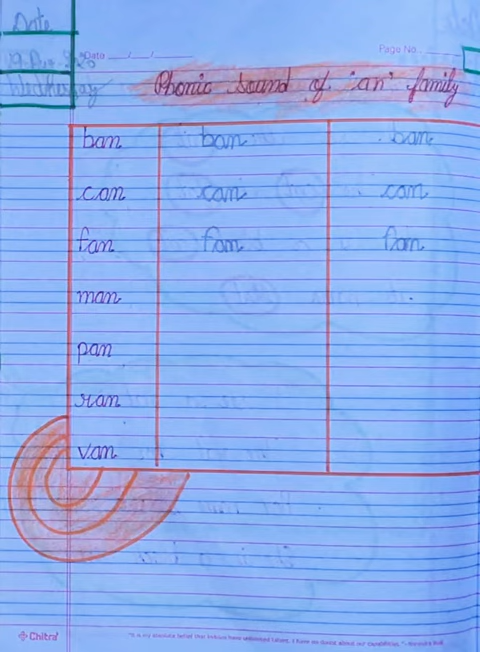 Date
Date / /
Page No.
Wednesday
Phonic sound of 'an' family
ban ban ban
can can can
fan fan fan
man
pan
ran
van
Chitra